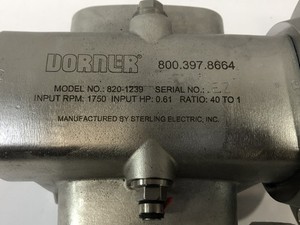 DORNER 800.397.8664
MODEL NO.: 820-1239 SERIAL NO.:
INPUT RPM: 1750 INPUT HP: 0.61 RATIO: 40 TO 1
MANUFACTURED BY STERLING ELECTRIC, INC.